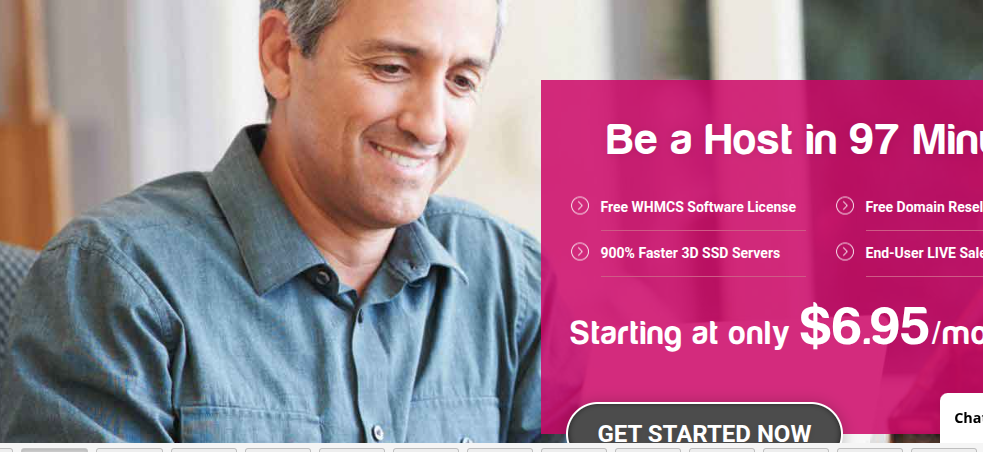 Be a Host in 97 Minu
Free WHMCS Software License
Free Domain Resel
900% Faster 3D SSD Servers
End-User LIVE Sale
Starting at only $6.95/mo
GET STARTED NOW
Chat